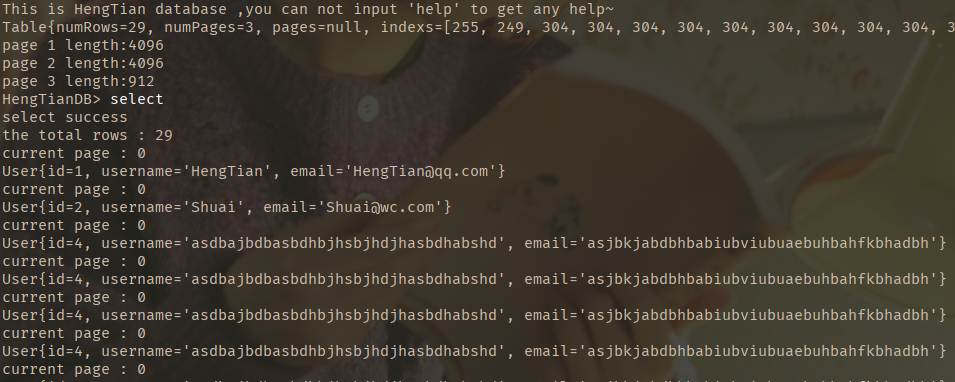 This is HengTian database ,you can not input 'help' to get any help~
Table{numRows=29, numPages=3, pages=null, indexs=[255, 249, 304, 304, 304, 304, 304, 304, 304, 304, 304, 3
page 1 length:4096
page 2 length:4096
page 3 length:912
HengTianDB> select
select success
the total rows : 29
current page : 0
User{id=1, username='HengTian', email='HengTian@qq.com'}
current page : 0
User{id=2, username='Shuai', email='Shuai@wc.com'}
current page : 0
User{id=4, username='asdbajbdbasbdhbjhsbjhdjhasbdhabshd', email='asjbkjabdbhbabiubviubuaebuhbahfkbhadbh'}
current page : 0
User{id=4, username='asdbajbdbasbdhbjhsbjhdjhasbdhabshd', email='asjbkjabdbhbabiubviubuaebuhbahfkbhadbh'}
current page : 0
User{id=4, username='asdbajbdbasbdhbjhsbjhdjhasbdhabshd', email='asjbkjabdbhbabiubviubuaebuhbahfkbhadbh'}
current page : 0
User{id=4, username='asdbajbdbasbdhbjhsbjhdjhasbdhabshd', email='asjbkjabdbhbabiubviubuaebuhbahfkbhadbh'}
current page : 0